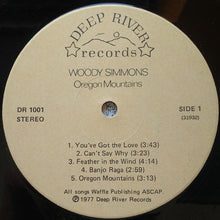 DEEP RIVER
records
WOODY SIMMONS
Oregon Mountains
DR 1001
STEREO
SIDE 1
(31932)
1. You've Got the Love (3:43)
2. Can't Say Why (3:23)
3. Feather in the Wind (4:14)
4. Banjo Raga (3:19)
5. Oregon Mountains (5:13)
All songs Waffle Publishing ASCAP.
℗ 1977 Deep River Records